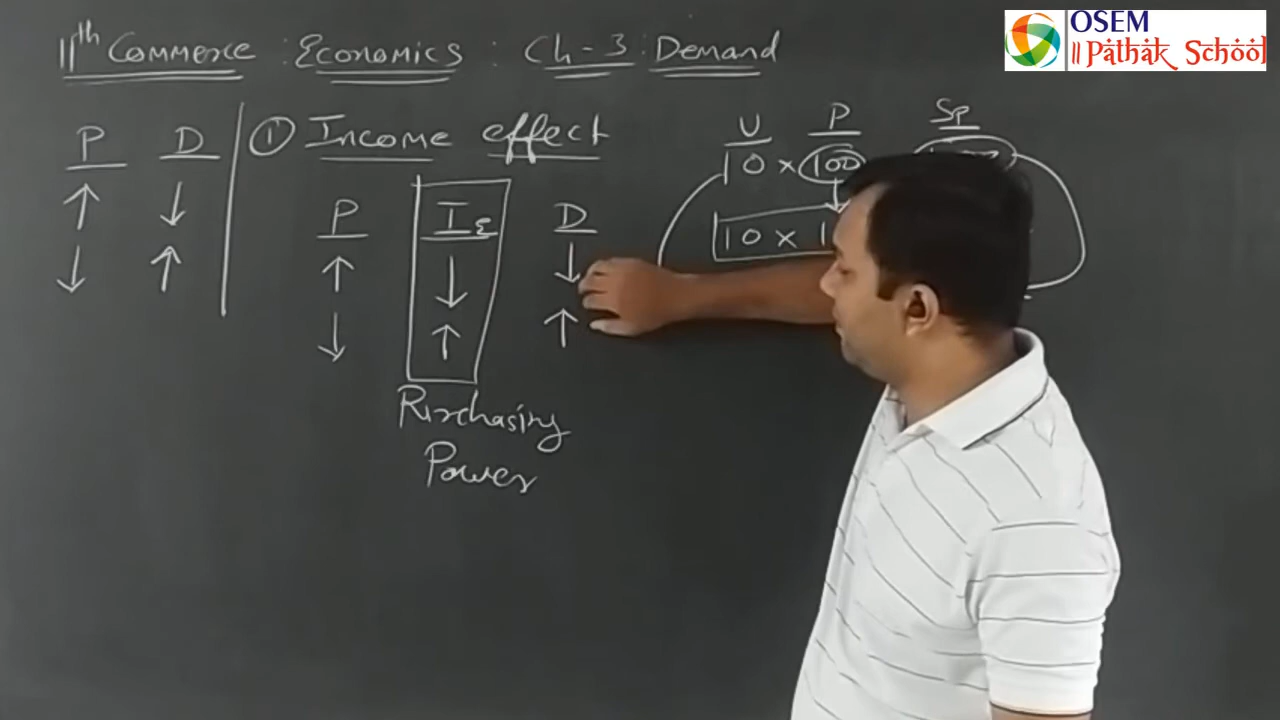 OSEM
Pathak School
11th Commerce : Economics : Ch-3 : Demand
P D
↑ ↓
↓ ↑
① Income effect
P IE D
↑ ↓ ↓
↓ ↑ ↑
Purchasing
Power
U P Sp
10 × 100
10 ×